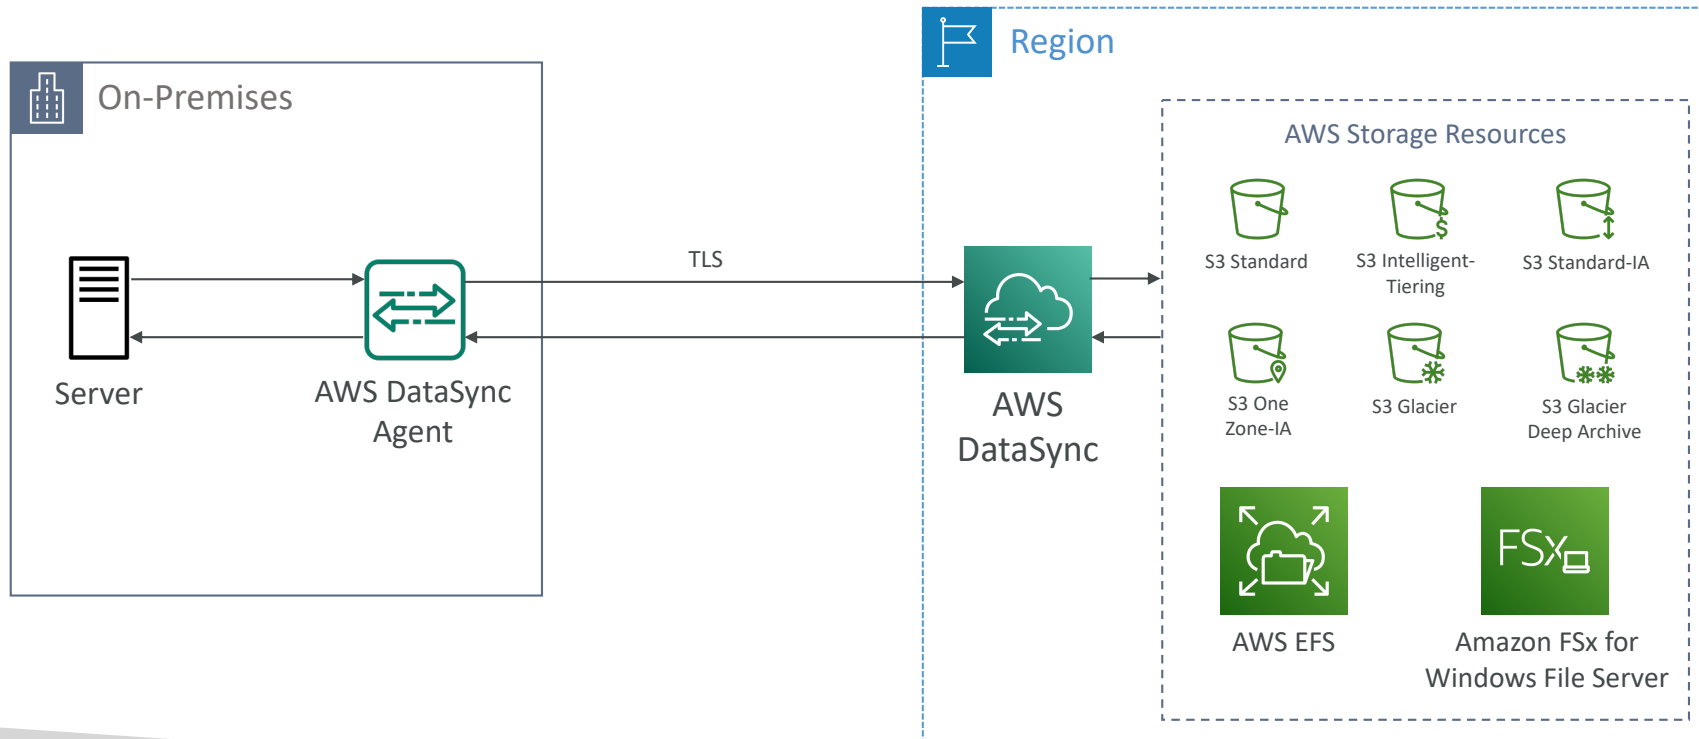 Region
On-Premises
AWS Storage Resources
S3 Standard
S3 Intelligent-
Tiering
S3 Standard-IA
TLS
S3 One
Zone-IA
S3 Glacier
S3 Glacier
Deep Archive
Server
AWS DataSync
Agent
AWS
DataSync
FSx
AWS EFS
Amazon FSx for
Windows File Server